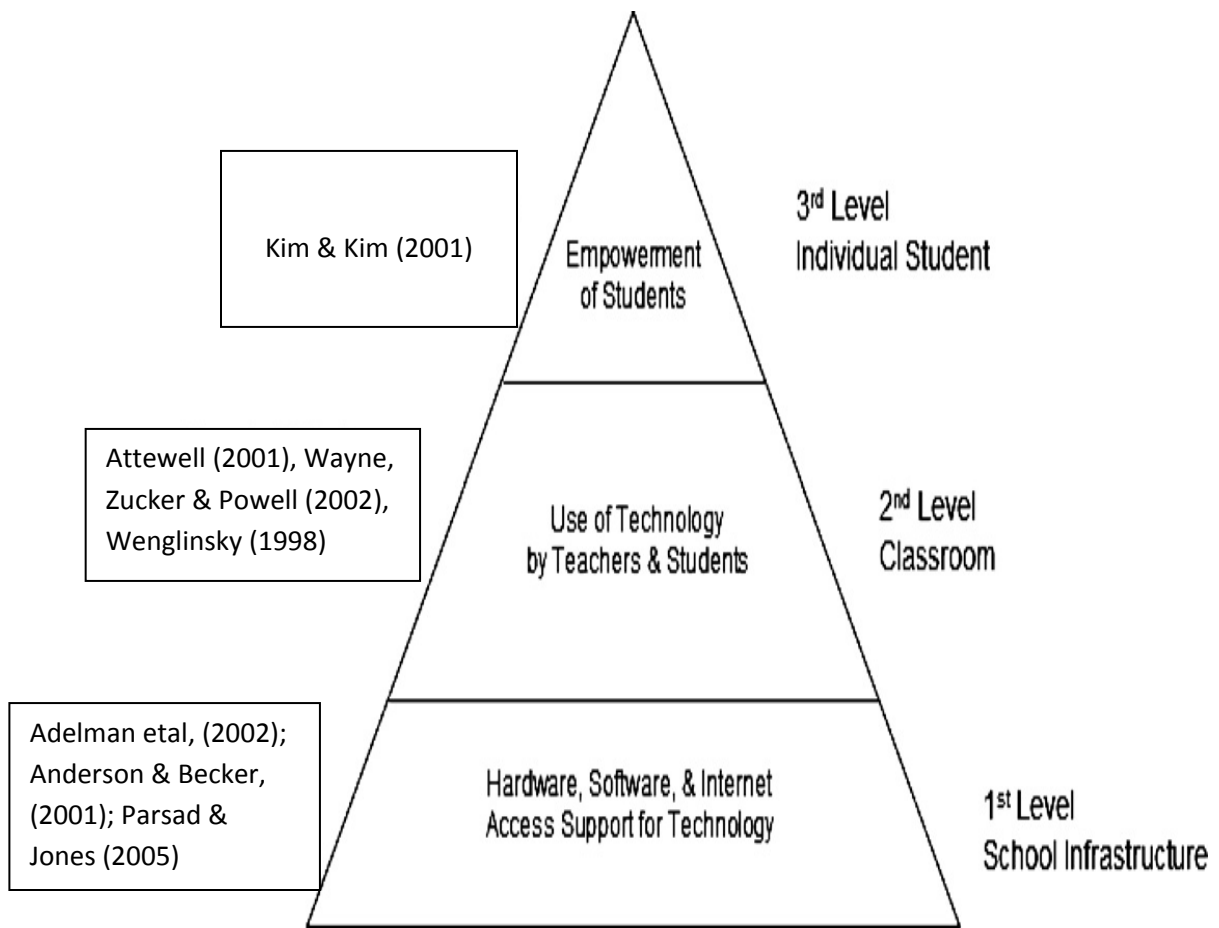 Kim & Kim (2001)
Empowerment
of Students
3rd Level
Individual Student
Attewell (2001), Wayne,
Zucker & Powell (2002),
Wenglinsky (1998)
Use of Technology
by Teachers & Students
2nd Level
Classroom
Adelman etal, (2002);
Anderson & Becker,
(2001); Parsad &
Jones (2005)
Hardware, Software, & Internet
Access Support for Technology
1st Level
School Infrastructure